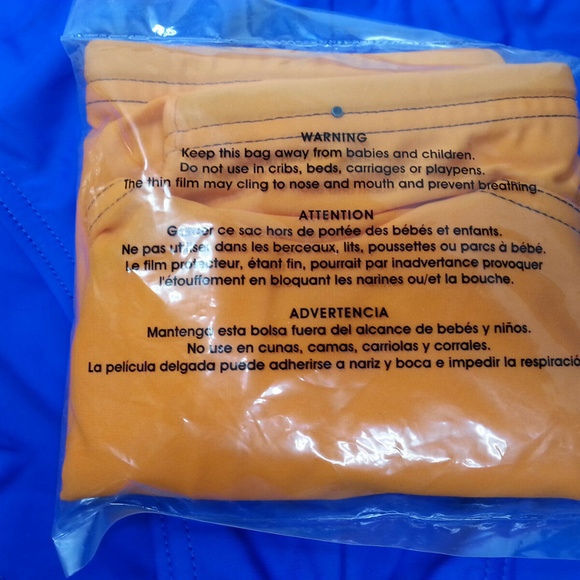 WARNING
Keep this bag away from babies and children.
Do not use in cribs, beds, carriages or playpens.
The thin film may cling to nose and mouth and prevent breathing.
ATTENTION
Garder ce sac hors de portée des bébés et enfants.
Ne pas utiliser dans les berceaux, lits, poussettes ou parcs à bébé.
Le film protecteur, étant fin, pourrait par inadvertance provoquer
l'étouffement en bloquant les narines ou/et la bouche.
ADVERTENCIA
Mantenga esta bolsa fuera del alcance de bebés y niños.
No use en cunas, camas, carriolas y corrales.
La película delgada puede adherirse a nariz y boca e impedir la respiració